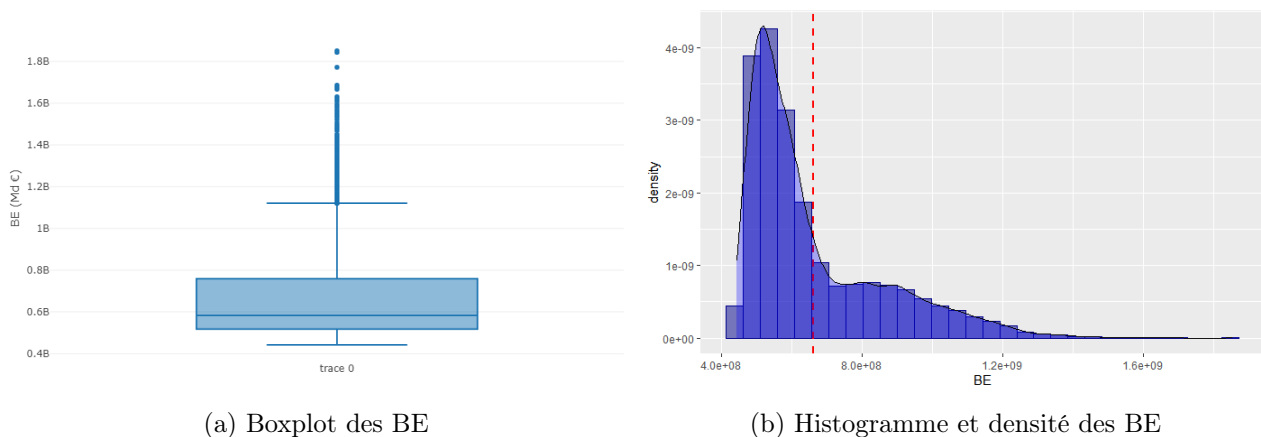 BE (Md €)
1.8B
1.6B
1.4B
1.2B
1B
0.8B
0.6B
0.4B
trace 0
(a) Boxplot des BE
density
4e-09
3e-09
2e-09
1e-09
0e+00
4.0e+08 8.0e+08 1.2e+09 1.6e+09
BE
(b) Histogramme et densité des BE